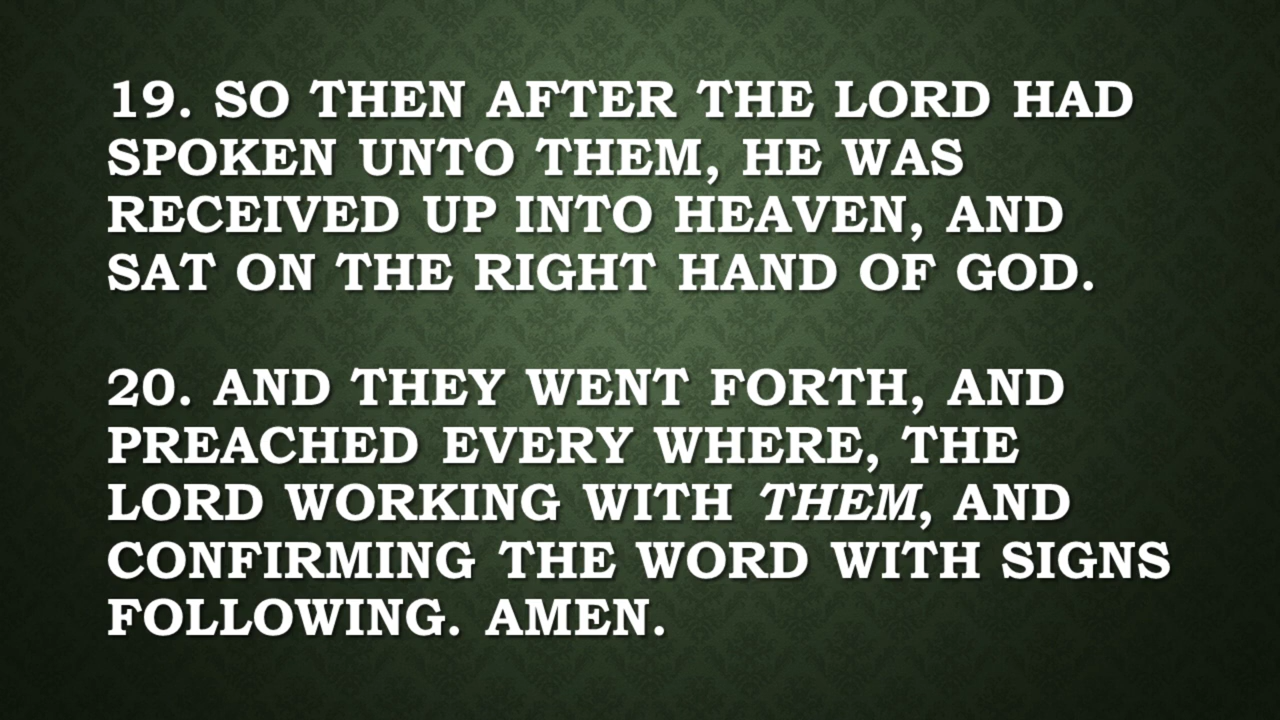 19. SO THEN AFTER THE LORD HAD
SPOKEN UNTO THEM, HE WAS
RECEIVED UP INTO HEAVEN, AND
SAT ON THE RIGHT HAND OF GOD.
20. AND THEY WENT FORTH, AND
PREACHED EVERY WHERE, THE
LORD WORKING WITH THEM, AND
CONFIRMING THE WORD WITH SIGNS
FOLLOWING. AMEN.